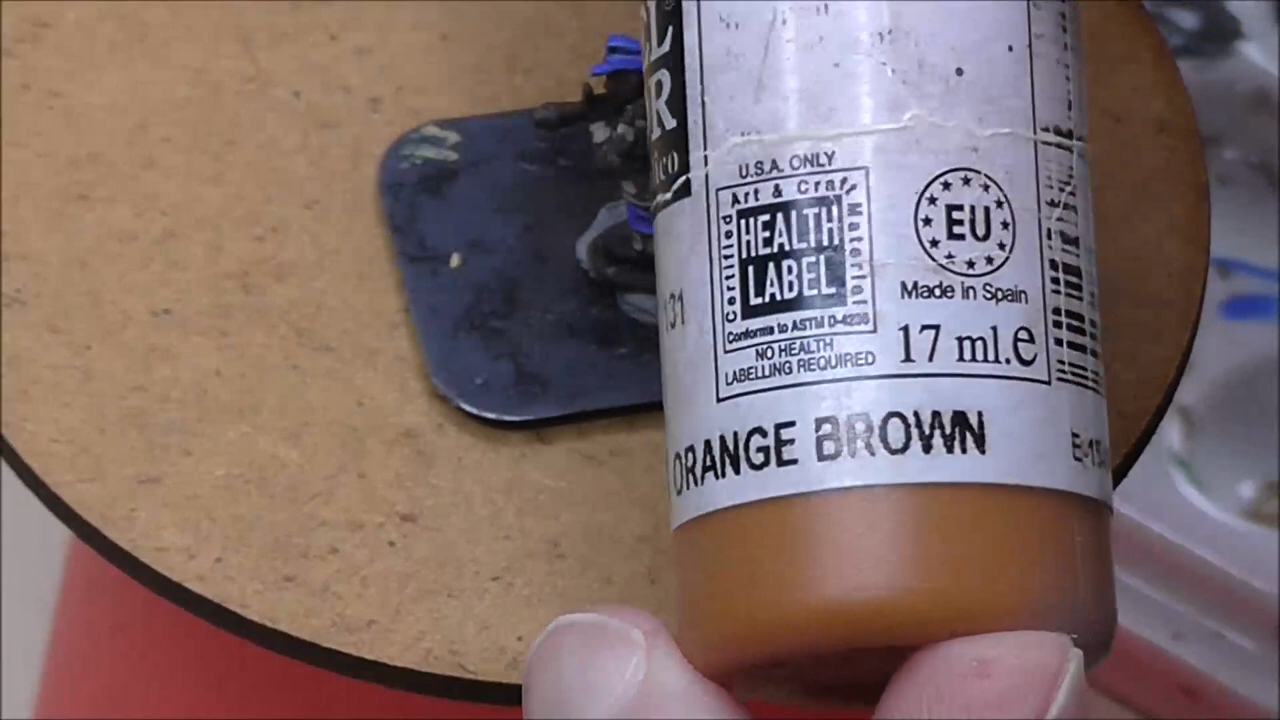 U.S.A. ONLY
Certified Art & Craft Material
HEALTH
LABEL
Conforms to ASTM D-4236
NO HEALTH
LABELLING REQUIRED
EU
Made in Spain
17 ml.e
131
ORANGE BROWN